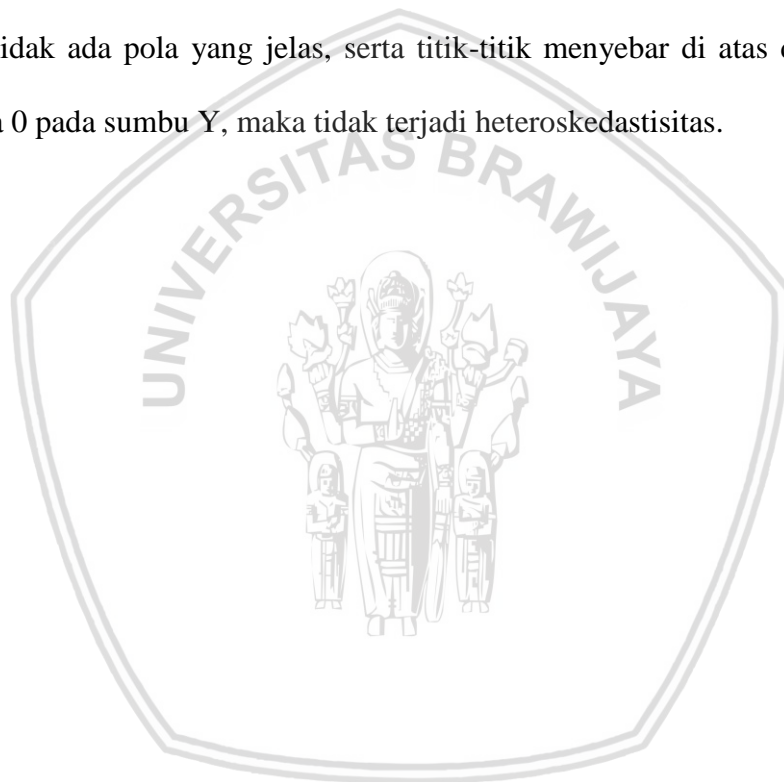 idak ada pola yang jelas, serta titik-titik menyebar di atas
0 pada sumbu Y, maka tidak terjadi heteroskedastisitas.
UNIVERSITAS BRAWIJAYA